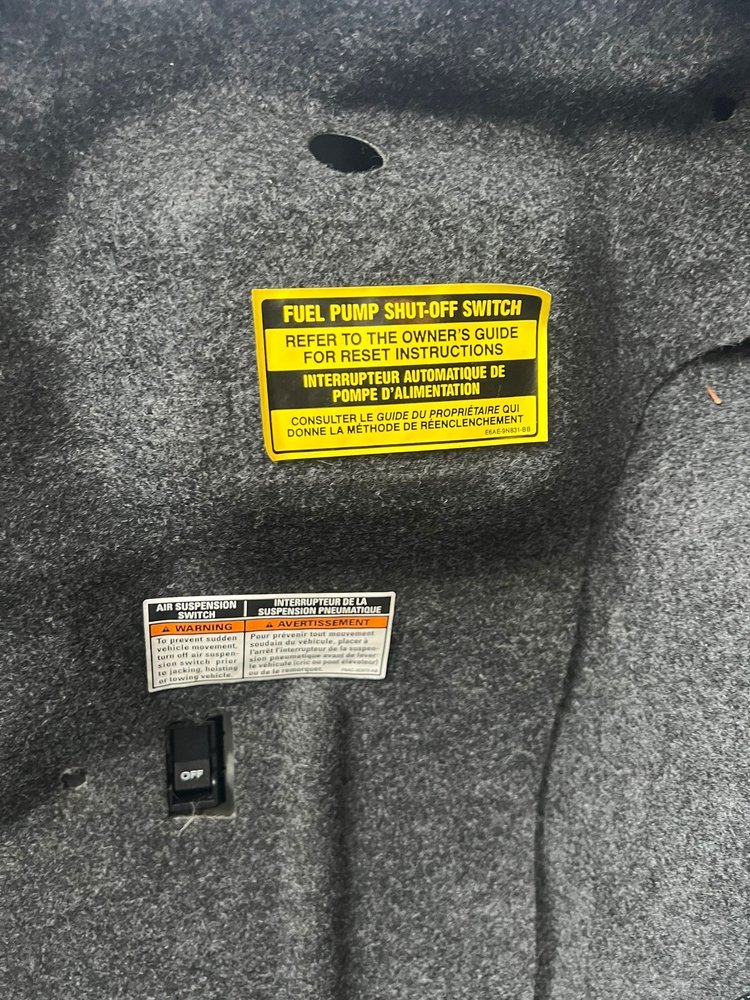 FUEL PUMP SHUT-OFF SWITCH
REFER TO THE OWNER'S GUIDE
FOR RESET INSTRUCTIONS
INTERRUPTEUR AUTOMATIQUE DE
POMPE D'ALIMENTATION
CONSULTER LE GUIDE DU PROPRIÉTAIRE QUI
DONNE LA MÉTHODE DE RÉENCLENCHEMENT
E6AE-9N831-BB
AIR SUSPENSION
SWITCH
WARNING
To prevent sudden
vehicle movement,
turn off air suspen-
sion switch prior
to jacking, hoisting
or towing vehicle.
INTERRUPTEUR DE LA
SUSPENSION PNEUMATIQUE
AVERTISSEMENT
Pour prévenir tout mouvement
soudain du véhicule, placer à
l'arrêt l'interrupteur de la suspen-
sion pneumatique avant de lever
le véhicule (cric ou pont élévateur)
ou de le remorquer.
OFF